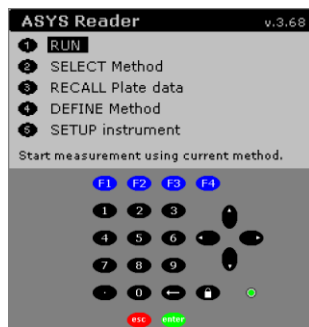 ASYS Reader v.3.68
1 RUN
2 SELECT Method
3 RECALL Plate data
4 DEFINE Method
5 SETUP instrument
Start measurement using current method.
F1 F2 F3 F4
1 2 3
4 5 6
7 8 9
. 0
esc enter